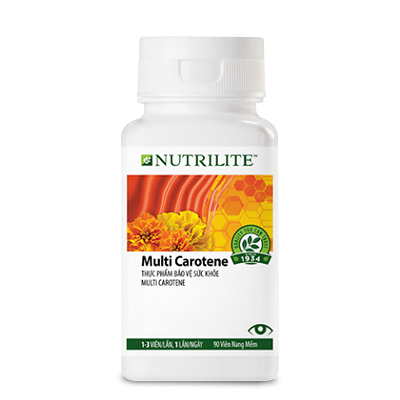 NUTRILITE™
Multi Carotene
THỰC PHẨM BẢO VỆ SỨC KHỎE
MULTI CAROTENE
1934
1-3 VIÊN/LẦN, 1 LẦN/NGÀY
90 Viên Nang Mềm